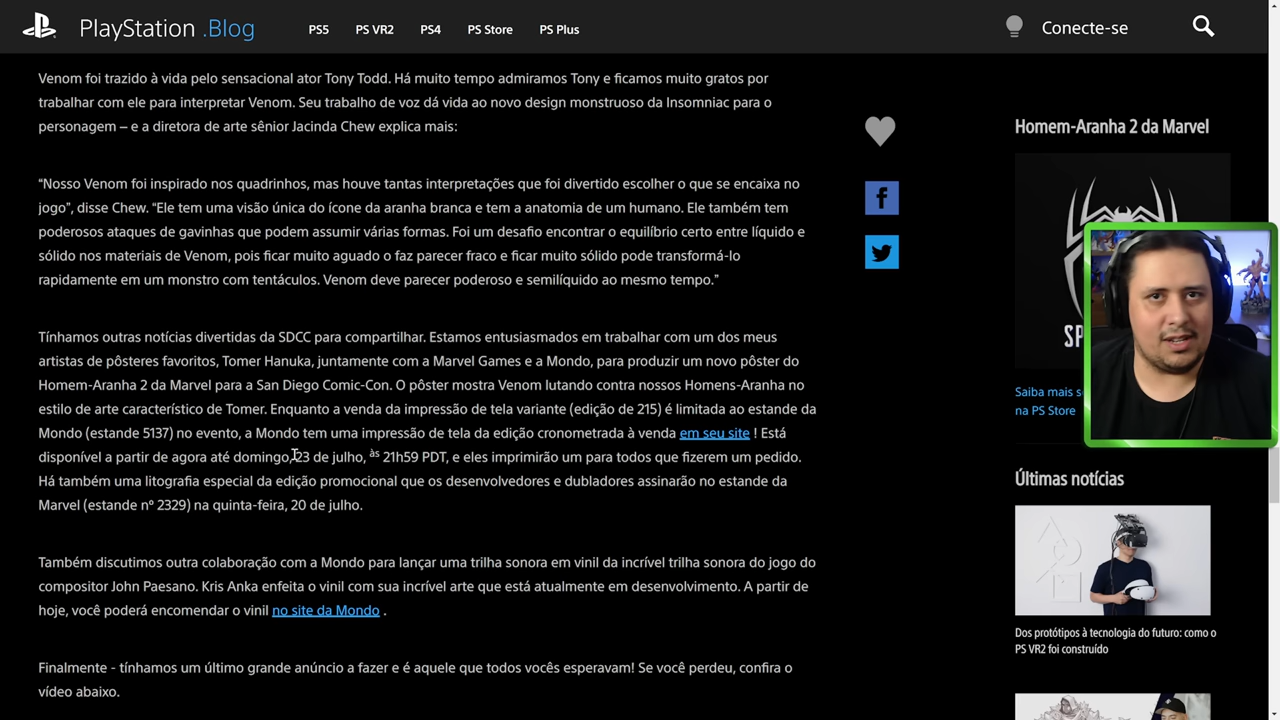 PlayStation .Blog
PS5 PS VR2 PS4 PS Store PS Plus
Conecte-se
Venom foi trazido à vida pelo sensacional ator Tony Todd. Há muito tempo admiramos Tony e ficamos muito gratos por
trabalhar com ele para interpretar Venom. Seu trabalho de voz dá vida ao novo design monstruoso da Insomniac para o
personagem – e a diretora de arte sênior Jacinda Chew explica mais:
“Nosso Venom foi inspirado nos quadrinhos, mas houve tantas interpretações que foi divertido escolher o que se encaixa no
jogo”, disse Chew. “Ele tem uma visão única do ícone da aranha branca e tem a anatomia de um humano. Ele também tem
poderosos ataques de gavinhas que podem assumir várias formas. Foi um desafio encontrar o equilíbrio certo entre líquido e
sólido nos materiais de Venom, pois ficar muito aguado o faz parecer fraco e ficar muito sólido pode transformá-lo
rapidamente em um monstro com tentáculos. Venom deve parecer poderoso e semilíquido ao mesmo tempo.”
Tínhamos outras notícias divertidas da SDCC para compartilhar. Estamos entusiasmados em trabalhar com um dos meus
artistas de pôsteres favoritos, Tomer Hanuka, juntamente com a Marvel Games e a Mondo, para produzir um novo pôster do
Homem-Aranha 2 da Marvel para a San Diego Comic-Con. O pôster mostra Venom lutando contra nossos Homens-Aranha no
estilo de arte característico de Tomer. Enquanto a venda da impressão de tela variante (edição de 215) é limitada ao estande da
Mondo (estande 5137) no evento, a Mondo tem uma impressão de tela da edição cronometrada à venda em seu site ! Está
disponível a partir de agora até domingo, 23 de julho, às 21h59 PDT, e eles imprimirão um para todos que fizerem um pedido.
Há também uma litografia especial da edição promocional que os desenvolvedores e dubladores assinarão no estande da
Marvel (estande nº 2329) na quinta-feira, 20 de julho.
Também discutimos outra colaboração com a Mondo para lançar uma trilha sonora em vinil da incrível trilha sonora do jogo do
compositor John Paesano. Kris Anka enfeita o vinil com sua incrível arte que está atualmente em desenvolvimento. A partir de
hoje, você poderá encomendar o vinil no site da Mondo .
Finalmente - tínhamos um último grande anúncio a fazer e é aquele que todos vocês esperavam! Se você perdeu, confira o
vídeo abaixo.
Homem-Aranha 2 da Marvel
SP
Saiba mais
na PS Store
Últimas notícias
Dos protótipos à tecnologia do futuro: como o
PS VR2 foi construído